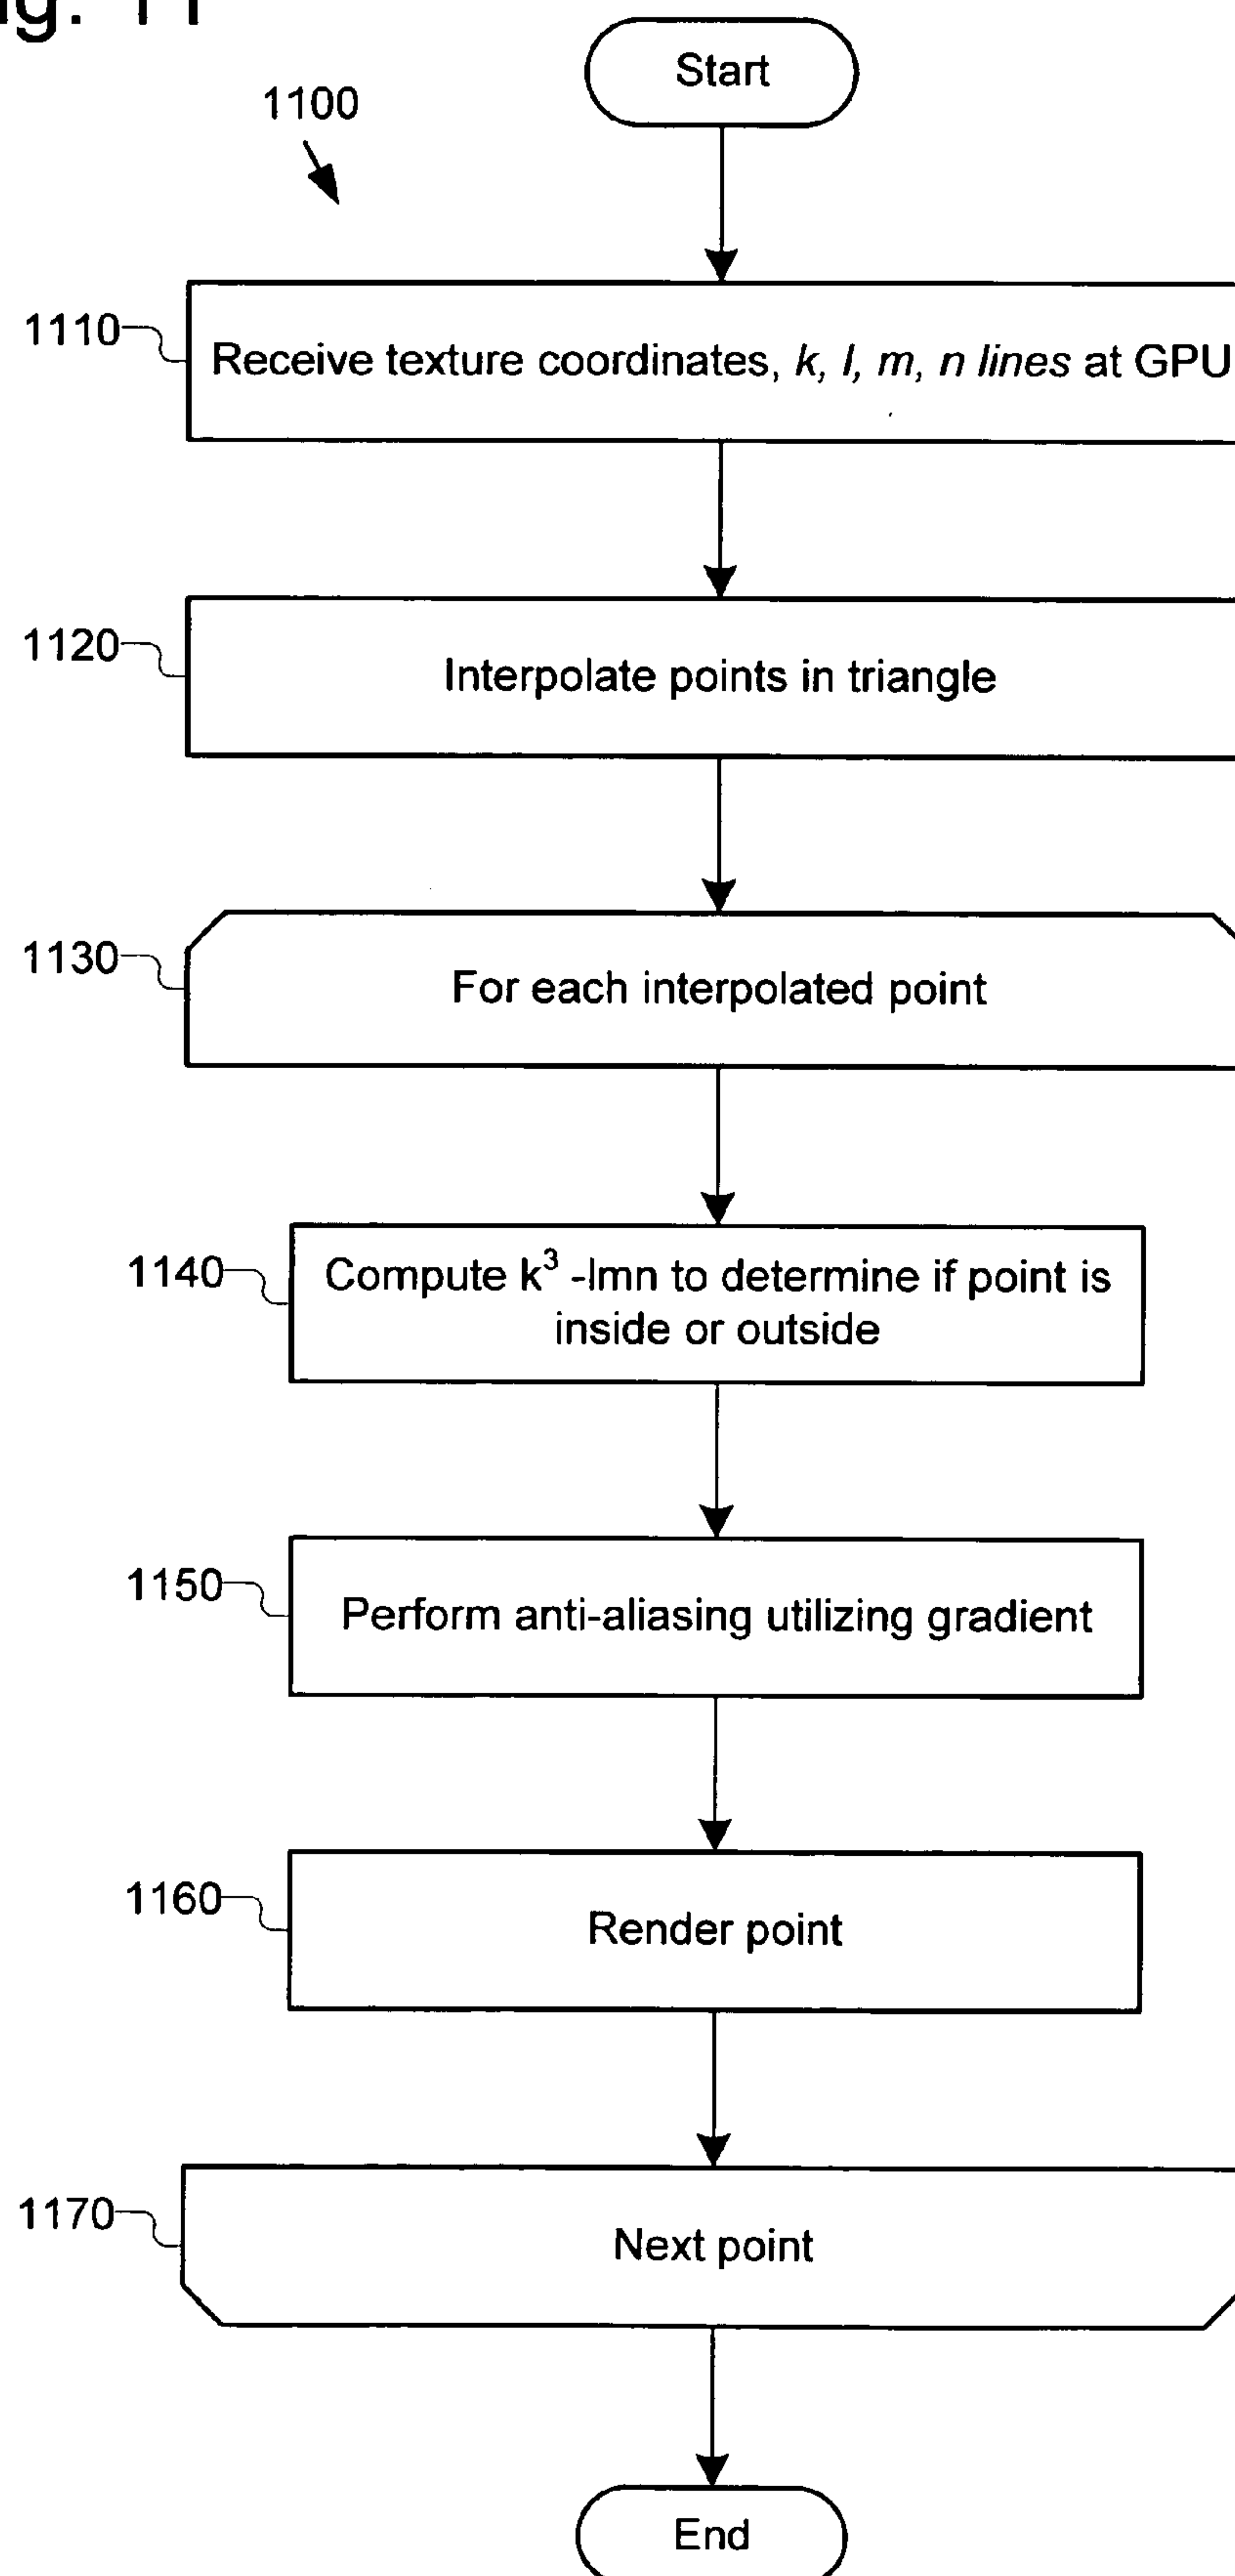 ig. 11
Start
1100
1110
Receive texture coordinates, k, l, m, n lines at GPU
1120
Interpolate points in triangle
1130
For each interpolated point
1140
Compute k³ -lmn to determine if point is
inside or outside
1150
Perform anti-aliasing utilizing gradient
1160
Render point
1170
Next point
End